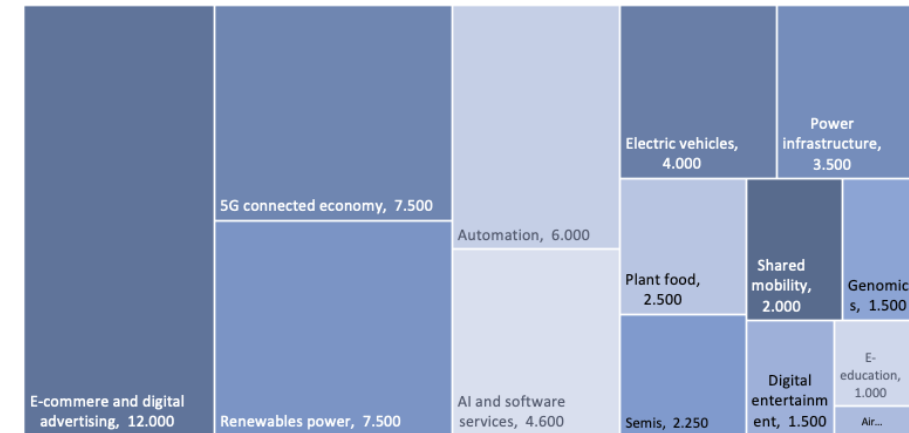 E-commere and digital
advertising, 12.000
5G connected economy, 7.500
Renewables power, 7.500
Automation, 6.000
AI and software
services, 4.600
Electric vehicles,
4.000
Power
infrastructure,
3.500
Plant food,
2.500
Semis, 2.250
Shared
mobility,
2.000
Genomic
s, 1.500
Digital
entertainm
ent, 1.500
E-
education,
1.000
Air...